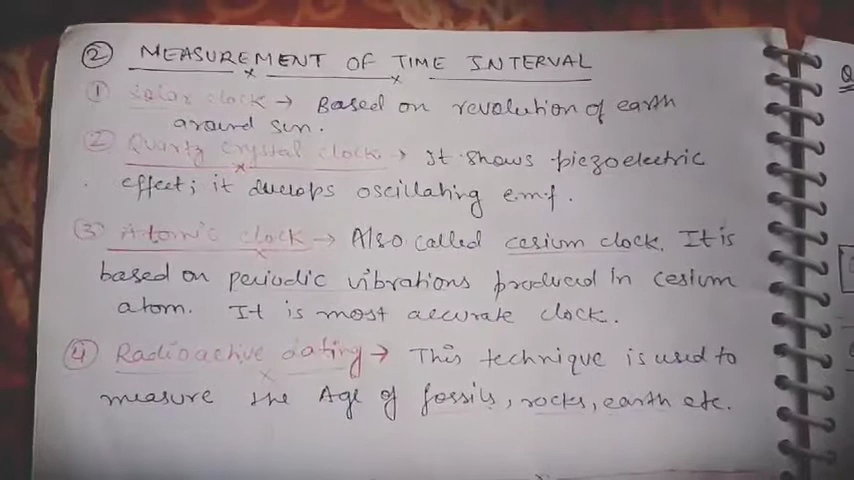 ② MEASUREMENT OF TIME INTERVAL
① Solar clock → Based on revolution of earth
around sun.
② Quartz crystal clock → it shows piezoelectric
effect; it develops oscillating e.m.f.
③ Atomic clock → Also called cesium clock. It is
based on periodic vibrations produced in cesium
atom. It is most accurate clock.
④ Radioactive dating → This technique is used to
measure the Age of fossils, rocks, earth etc.